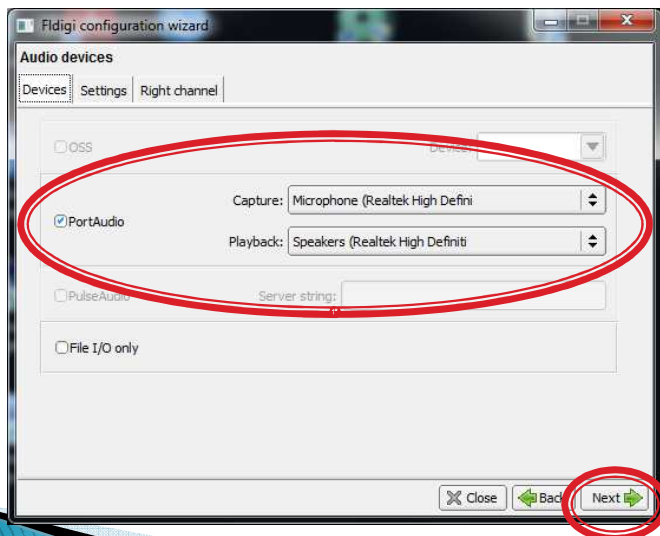 Fldigi configuration wizard
Audio devices
Devices Settings Right channel
OSS Device:
Capture: Microphone (Realtek High Defini
PortAudio
Playback: Speakers (Realtek High Definiti
PulseAudio Server string:
File I/O only
Close Back Next